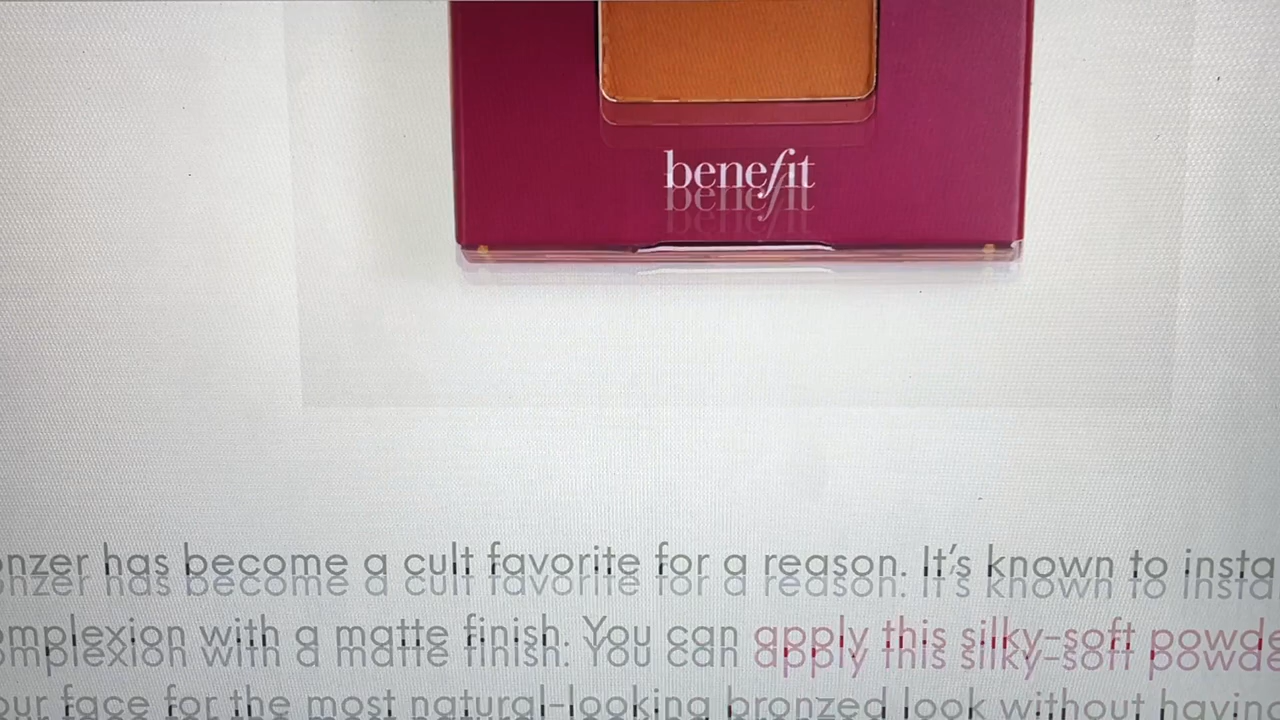 benefit
nzer has become a cult favorite for a reason. It's known to insta
mplexion with a matte finish. You can apply this silky-soft powde
ur face for the most natural-looking bronzed look without having